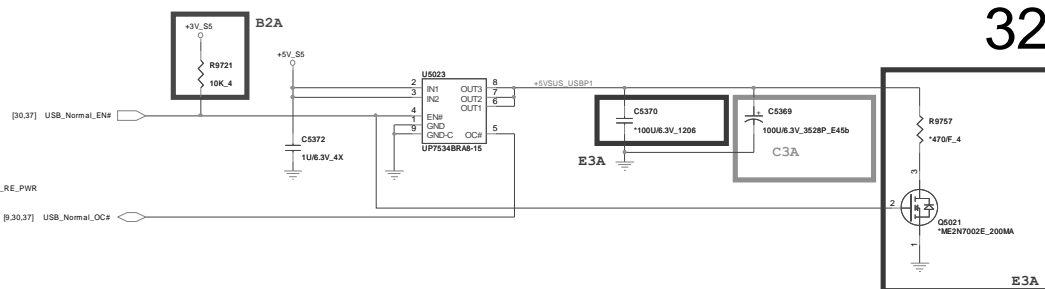 32
+3V_S5
B2A
R9721
10K_4
+5V_S5
U5023
2 IN1 OUT3 8
3 IN2 OUT2 7
OUT1 6
4 EN#
1 GND
9 GND-C OC# 5
UP7534BRA8-15
+5VSUS_USBP1
[30,37] USB_Normal_EN#
C5372
1U/6.3V_4X
C5370
*100U/6.3V_1206
E3A
C5369
100U/6.3V_3528P_E45b
C3A
R9757
*470/F_4
3
2
1
Q5021
*ME2N7002E_200MA
E3A
_RE_PWR
[9,30,37] USB_Normal_OC#